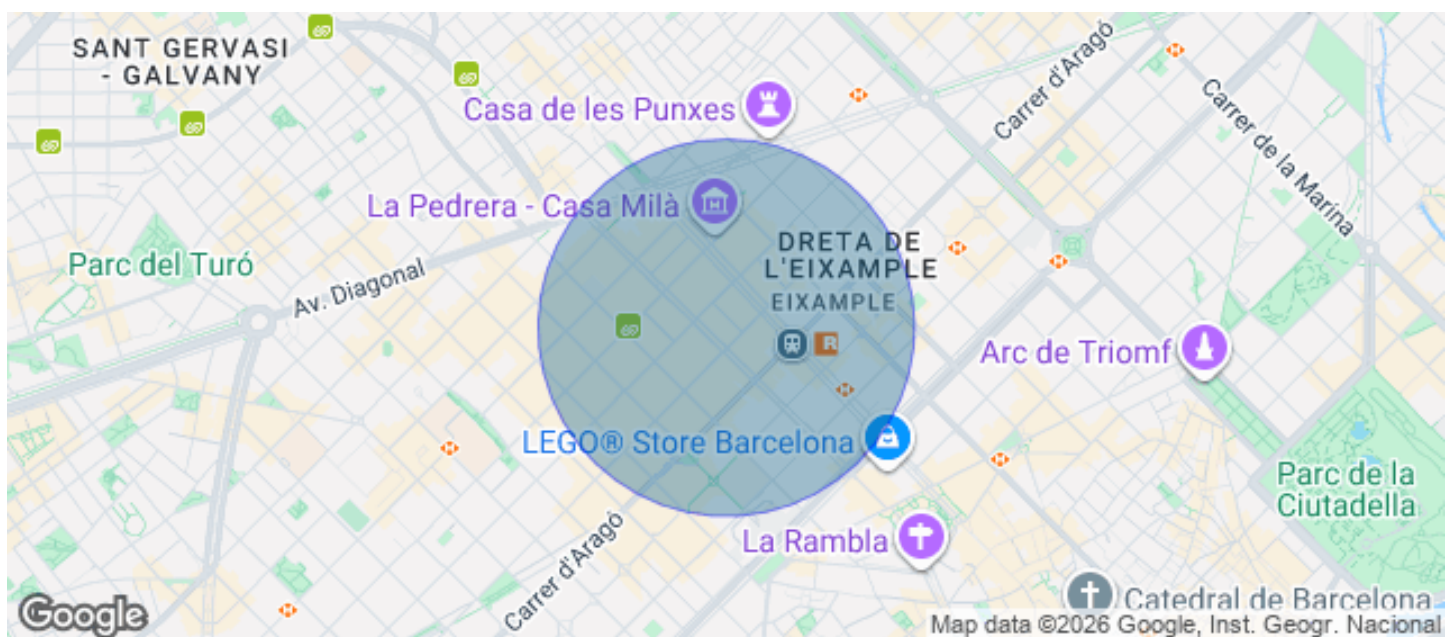 SANT GERVASI
- GALVANY
Casa de les Punxes
Carrer d'Aragó
Carrer de la Marina
La Pedrera - Casa Milà
DRETA DE
L'EIXAMPLE
EIXAMPLE
Parc del Turó
Av. Diagonal
R
Arc de Triomf
LEGO® Store Barcelona
Parc de la
Ciutadella
La Rambla
Carrer d'Aragó
Catedral de Barcelona
Google
Map data ©2026 Google, Inst. Geogr. Nacional